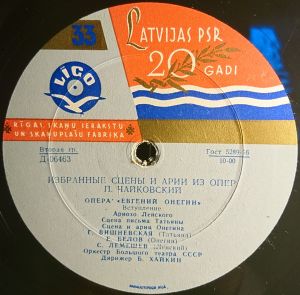 33
LATVIJAS PSR
20 GADI
LĪGO
RĪGAS SKAŅU IERAKSTU
UN SKAŅUPLAŠU FABRIKA
Вторая гр.
Гост 5289-56
Д-06463
10-00
ИЗБРАННЫЕ СЦЕНЫ И АРИИ ИЗ ОПЕР
П. ЧАЙКОВСКИЙ
ОПЕРА «ЕВГЕНИЙ ОНЕГИН»
Вступление
Ариозо Ленского
Сцена письма Татьяны
Сцена и ария Онегина
Г. ВИШНЕВСКАЯ (Татьяна)
Е. БЕЛОВ (Онегин)
С. ЛЕМЕШЕВ (Ленский)
Оркестр Большого театра СССР
Дирижер Б. ХАЙКИН